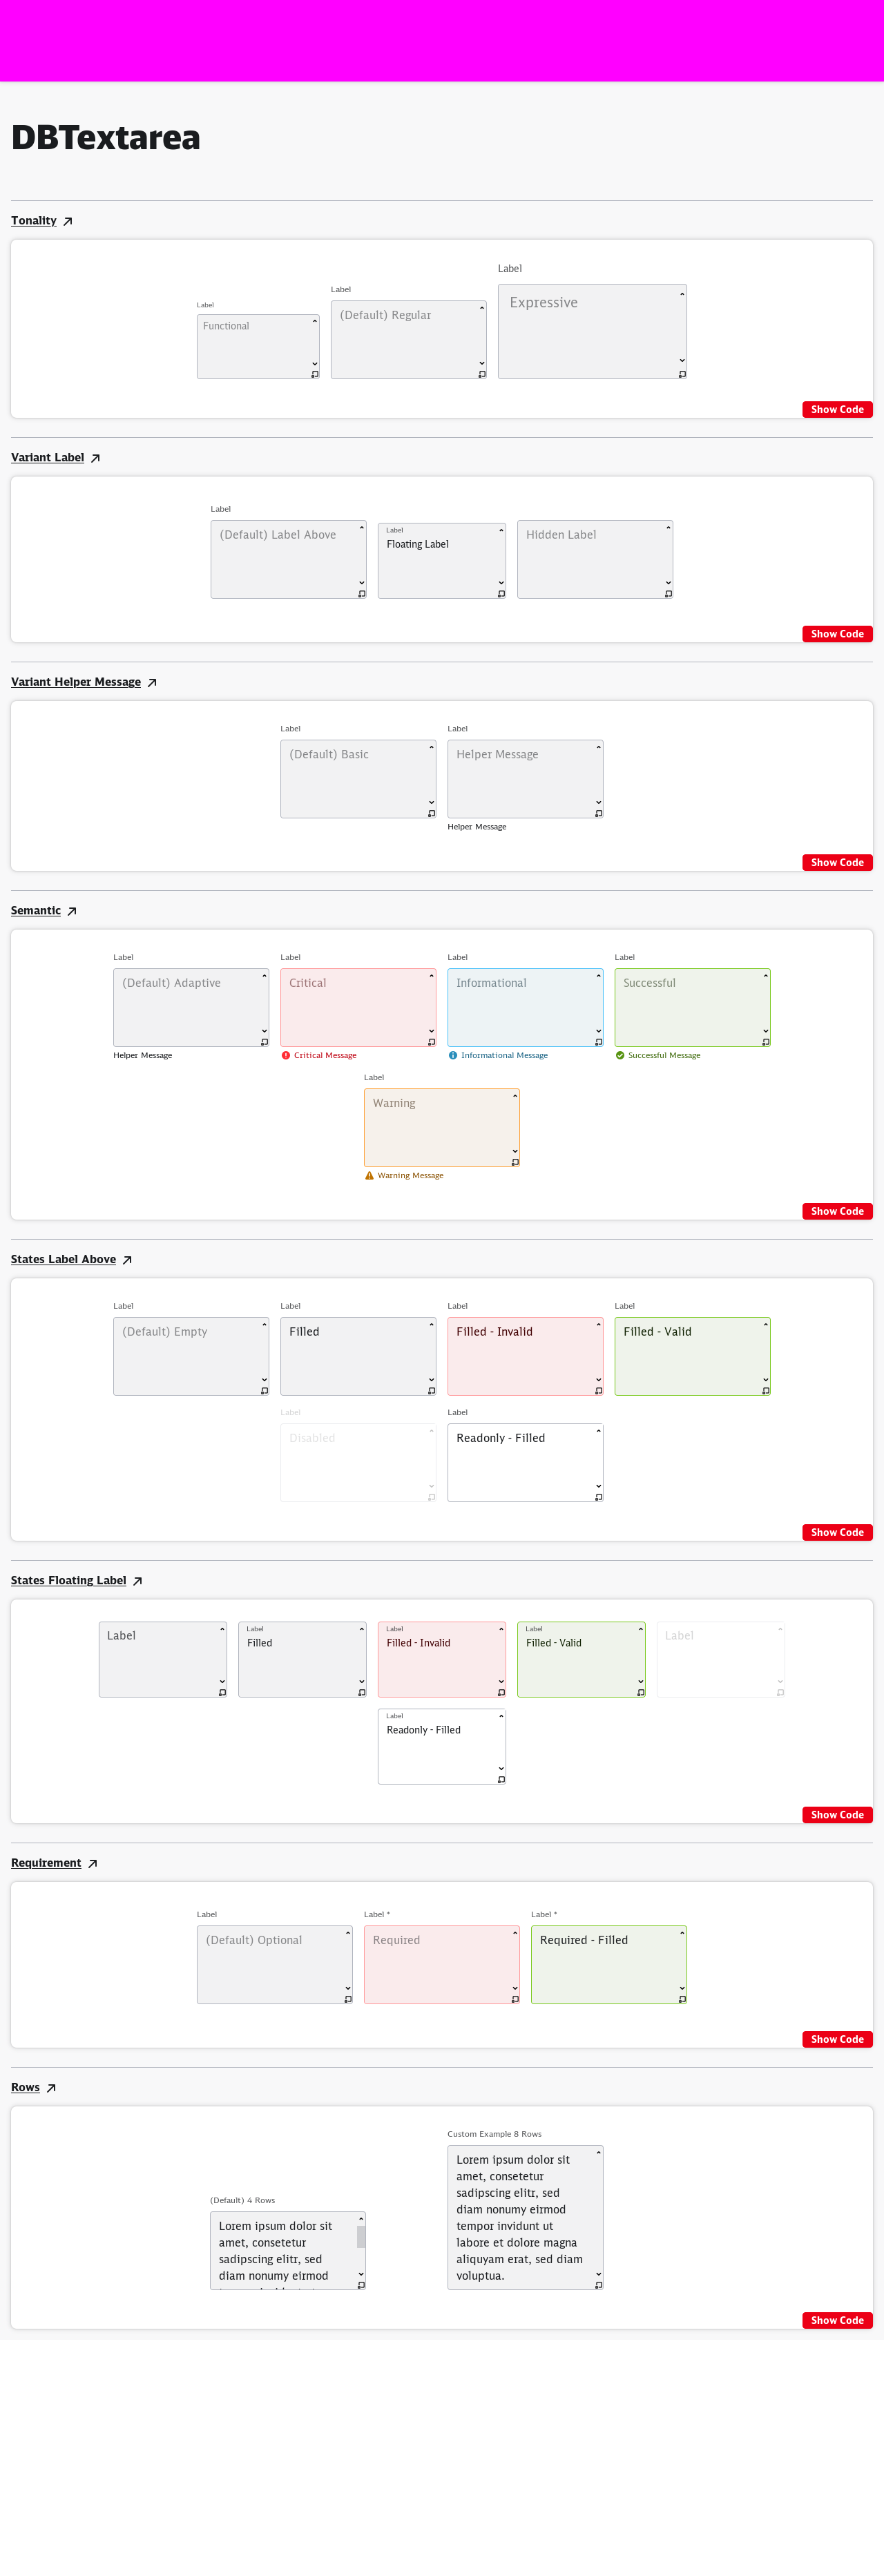 DBTextarea
Tonality
Label
Label
Label
Functional
(Default) Regular
Expressive
Show Code
Variant Label
Label
(Default) Label Above
Label
Floating Label
Hidden Label
Show Code
Variant Helper Message
Label
Label
(Default) Basic
Helper Message
Helper Message
Show Code
Semantic
Label
Label
Label
Label
(Default) Adaptive
Critical
Informational
Successful
Helper Message
Critical Message
Informational Message
Successful Message
Label
Warning
Warning Message
Show Code
States Label Above
Label
Label
Label
Label
(Default) Empty
Filled
Filled - Invalid
Filled - Valid
Label
Label
Disabled
Readonly - Filled
Show Code
States Floating Label
Label
Label
Filled
Label
Filled - Invalid
Label
Filled - Valid
Label
Label
Readonly - Filled
Show Code
Requirement
Label
Label *
Label *
(Default) Optional
Required
Required - Filled
Show Code
Rows
(Default) 4 Rows
Lorem ipsum dolor sit
amet, consetetur
sadipscing elitr, sed
diam nonumy eirmod
Custom Example 8 Rows
Lorem ipsum dolor sit
amet, consetetur
sadipscing elitr, sed
diam nonumy eirmod
tempor invidunt ut
labore et dolore magna
aliquyam erat, sed diam
voluptua.
Show Code